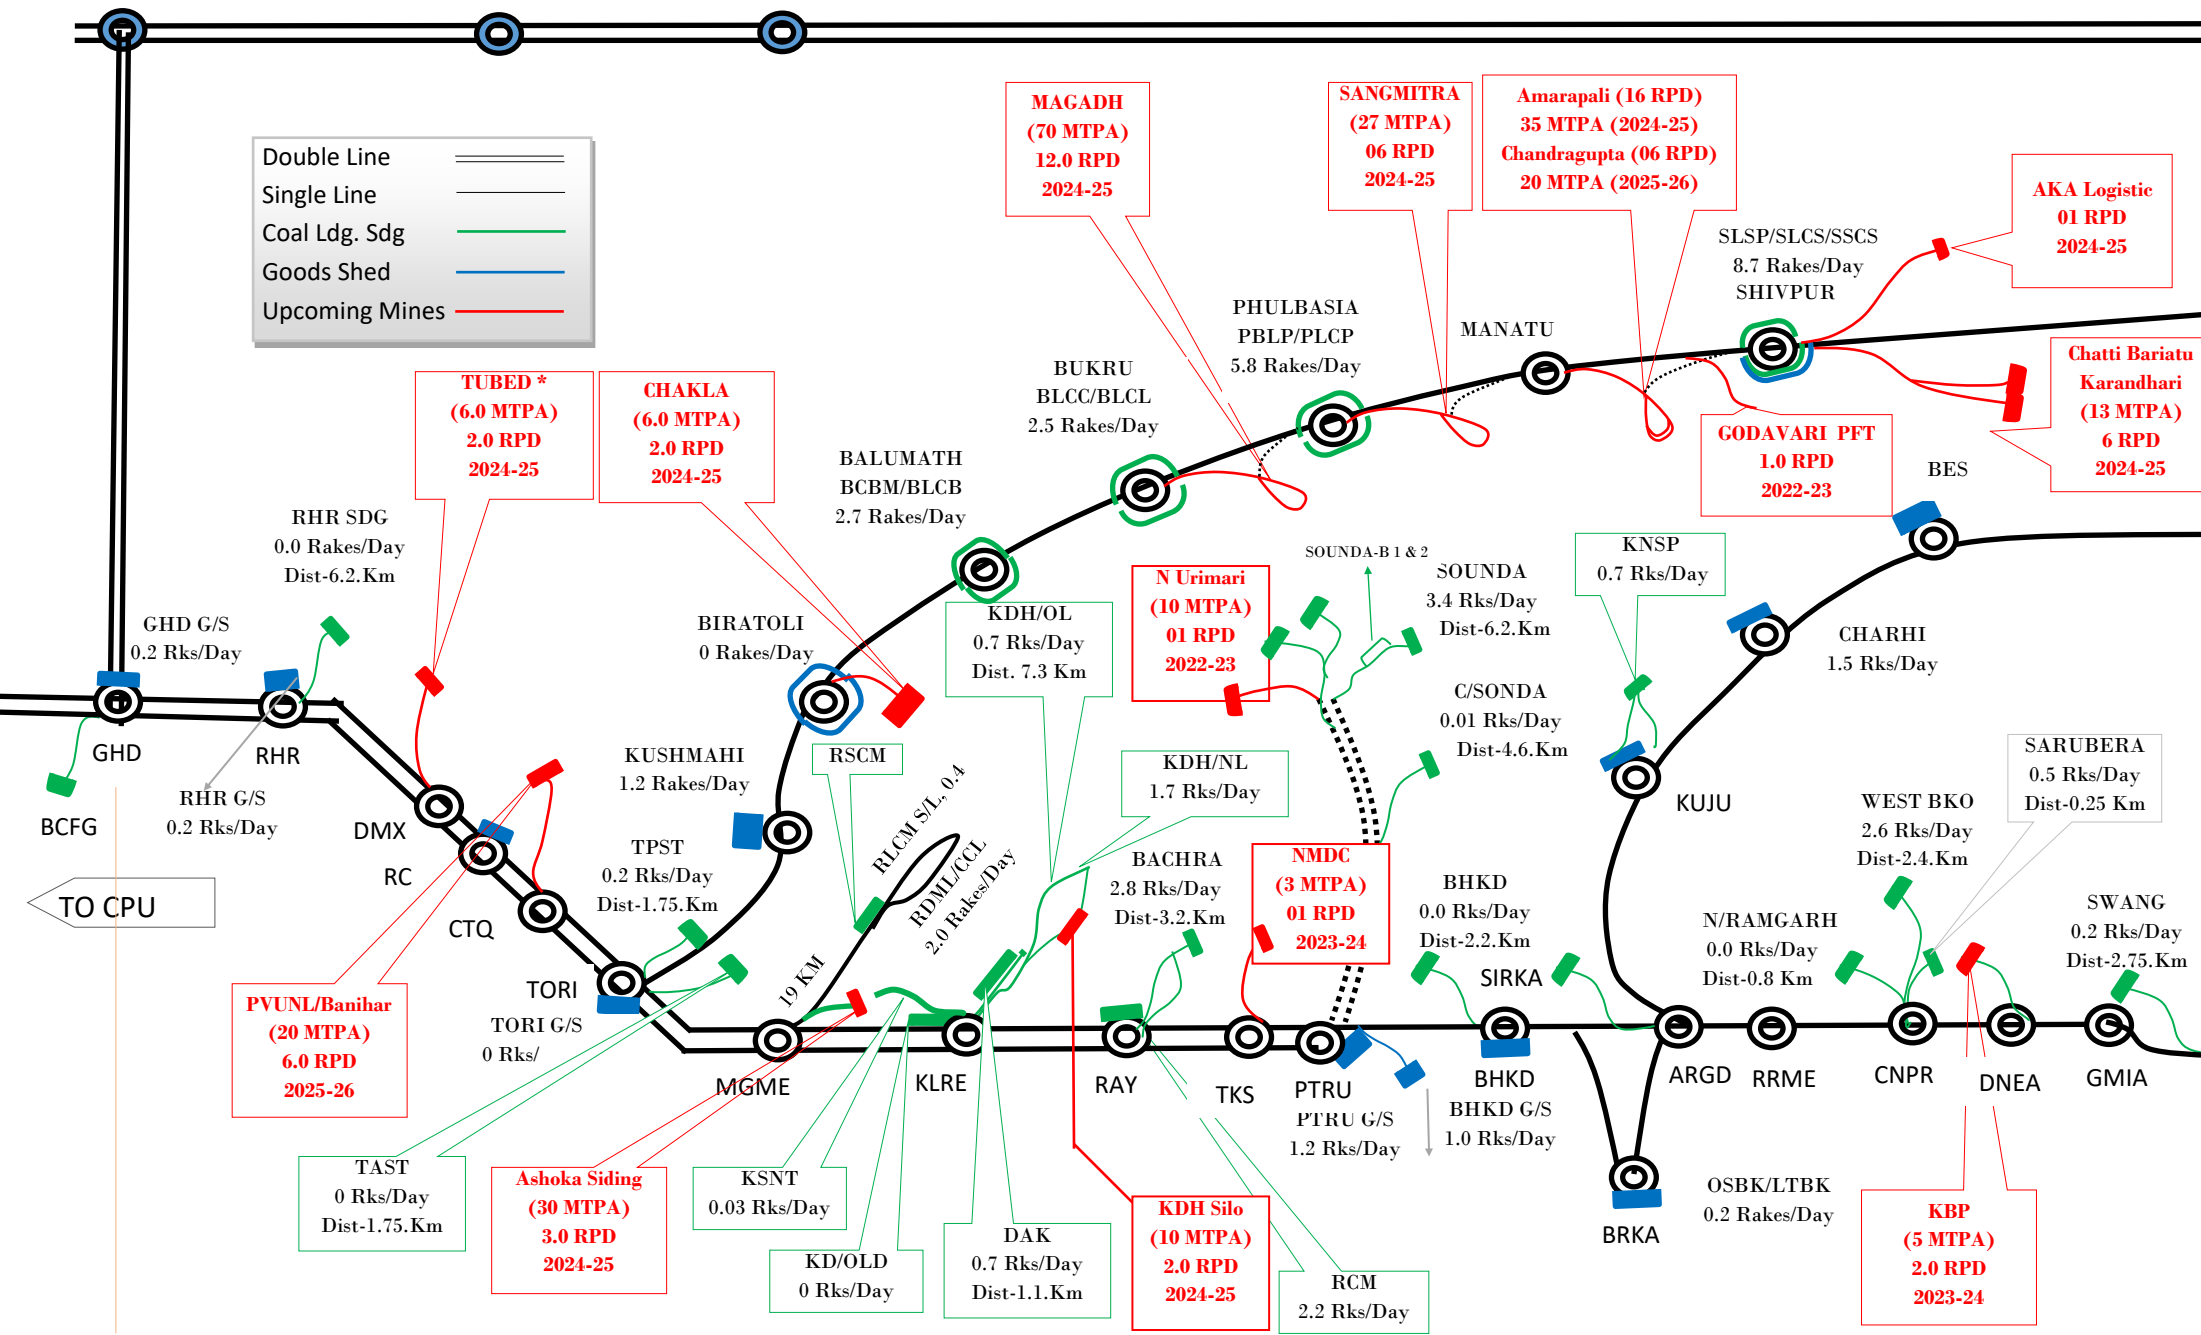 Double Line
Single Line
Coal Ldg. Sdg
Goods Shed
Upcoming Mines
MAGADH
(70 MTPA)
12.0 RPD
2024-25
SANGMITRA
(27 MTPA)
06 RPD
2024-25
Amarapali (16 RPD)
35 MTPA (2024-25)
Chandragupta (06 RPD)
20 MTPA (2025-26)
AKA Logistic
01 RPD
2024-25
SLSP/SLCS/SSCS
8.7 Rakes/Day
SHIVPUR
PHULBASIA
PBLP/PLCP
5.8 Rakes/Day
MANATU
BUKRU
BLCC/BLCL
2.5 Rakes/Day
Chatti Bariatu
Karandhari
(13 MTPA)
6 RPD
2024-25
TUBED *
(6.0 MTPA)
2.0 RPD
2024-25
CHAKLA
(6.0 MTPA)
2.0 RPD
2024-25
GODAVARI PFT
1.0 RPD
2022-23
BALUMATH
BCBM/BLCB
2.7 Rakes/Day
BES
RHR SDG
0.0 Rakes/Day
Dist-6.2.Km
KNSP
0.7 Rks/Day
SOUNDA-B 1 & 2
SOUNDA
3.4 Rks/Day
Dist-6.2.Km
N Urimari
(10 MTPA)
01 RPD
2022-23
GHD G/S
0.2 Rks/Day
BIRATOLI
0 Rakes/Day
KDH/OL
0.7 Rks/Day
Dist. 7.3 Km
CHARHI
1.5 Rks/Day
C/SONDA
0.01 Rks/Day
Dist-4.6.Km
GHD
RHR
KUSHMAHI
1.2 Rakes/Day
RSCM
KDH/NL
1.7 Rks/Day
SARUBERA
0.5 Rks/Day
Dist-0.25 Km
BCFG
RHR G/S
0.2 Rks/Day
DMX
RC
KUJU
WEST BKO
2.6 Rks/Day
Dist-2.4.Km
RLCM S/L, 0.4
RDML/CCL
2.0 Rakes/Day
TPST
0.2 Rks/Day
Dist-1.75.Km
BACHRA
2.8 Rks/Day
Dist-3.2.Km
NMDC
(3 MTPA)
01 RPD
2023-24
BHKD
0.0 Rks/Day
Dist-2.2.Km
TO CPU
CTQ
N/RAMGARH
0.0 Rks/Day
Dist-0.8 Km
SWANG
0.2 Rks/Day
Dist-2.75.Km
SIRKA
19 KM
TORI
PVUNL/Banihar
(20 MTPA)
6.0 RPD
2025-26
TORI G/S
0 Rks/
MGME
KLRE
RAY
TKS
PTRU
BHKD
ARGD
RRME
CNPR
DNEA
GMIA
PTRU G/S
1.2 Rks/Day
BHKD G/S
1.0 Rks/Day
TAST
0 Rks/Day
Dist-1.75.Km
Ashoka Siding
(30 MTPA)
3.0 RPD
2024-25
KSNT
0.03 Rks/Day
KD/OLD
0 Rks/Day
DAK
0.7 Rks/Day
Dist-1.1.Km
KDH Silo
(10 MTPA)
2.0 RPD
2024-25
RCM
2.2 Rks/Day
BRKA
OSBK/LTBK
0.2 Rakes/Day
KBP
(5 MTPA)
2.0 RPD
2023-24